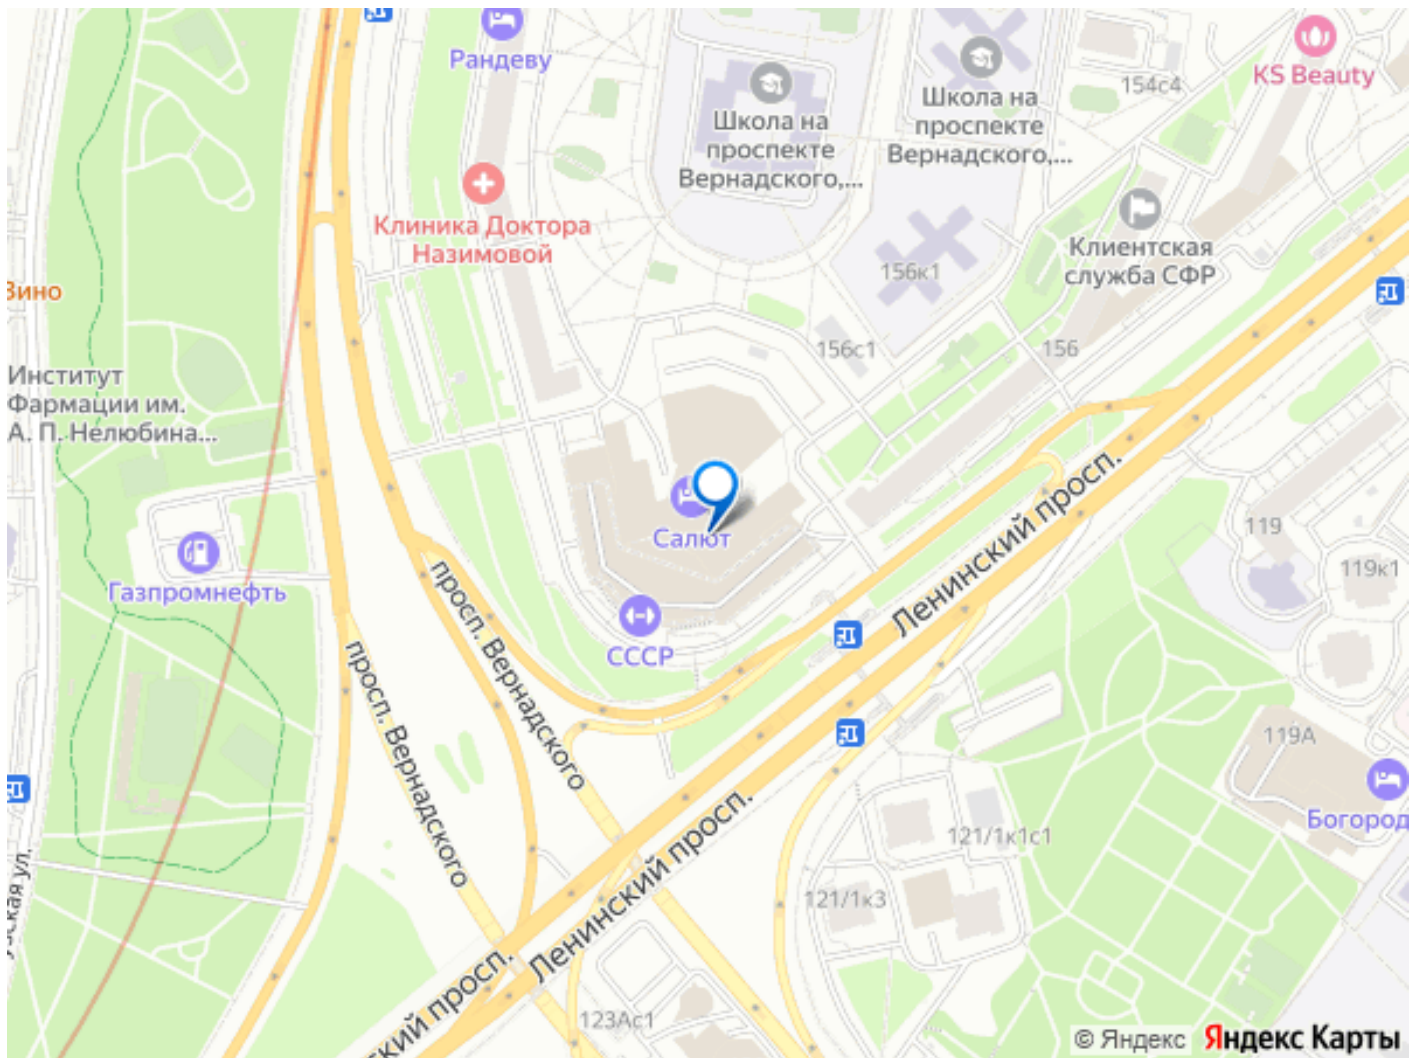 Рандеву
KS Beauty
154с4
Школа на
проспекте
Вернадского,...
Школа на
проспекте
Вернадского,...
Клиника Доктора
Назимовой
Клиентская
служба СФР
156к1
Зино
156с1
156
Институт
Фармации им.
А. П. Нелюбина...
Салют
Ленинский просп.
119
119к1
Газпромнефть
просп. Вернадского
СССР
просп. Вернадского
119А
Богород
Ленинский просп.
121/1к1с1
121/1к3
ский просп.
123Ас1
© Яндекс Яндекс Карты